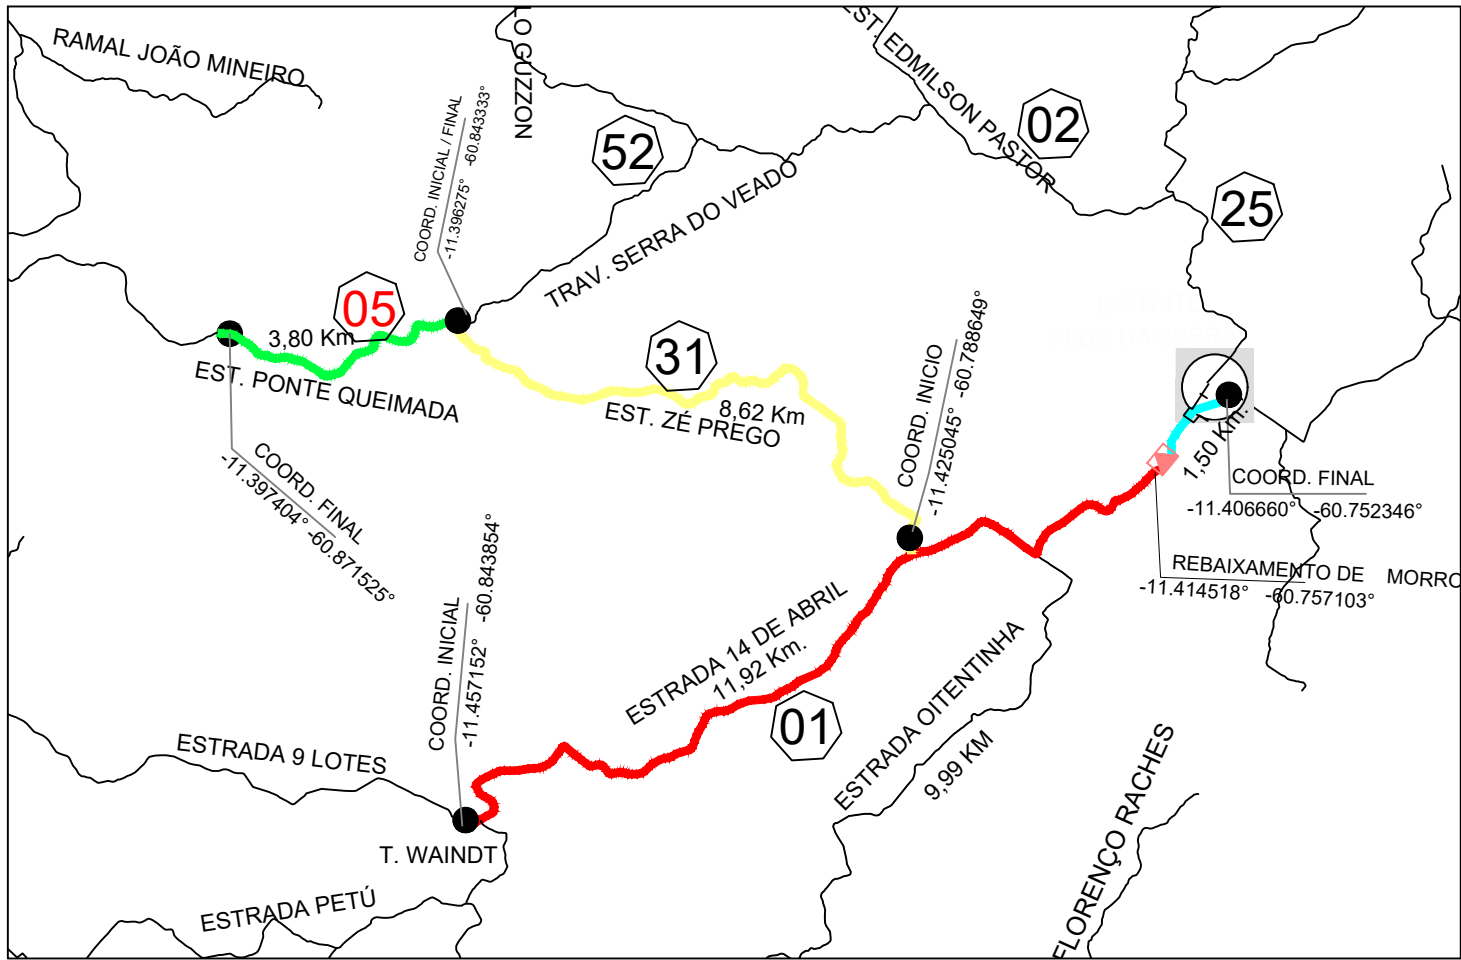 RAMAL JOÃO MINEIRO
LO GUZZON
EST. EDMILSON PASTOR
02
52
25
COORD. INICIAL / FINAL
-11.396275° -60.843333°
TRAV. SERRA DO VEADO
05
3,80 Km
EST. PONTE QUEIMADA
31
8,62 Km
EST. ZÉ PREGO
COORD. INICIO
-11.425045° -60.788649°
1,50 Km.
COORD. FINAL
-11.406660° -60.752346°
COORD. FINAL
-11.397404° -60.871525°
REBAIXAMENTO DE MORRO
-11.414518° -60.757103°
COORD. INICIAL
-11.457152° -60.843854°
ESTRADA 14 DE ABRIL
11,92 Km.
01
ESTRADA OITENTINHA
9,99 KM
ESTRADA 9 LOTES
T. WAINDT
ESTRADA PETÚ
FLORENÇO RACHES